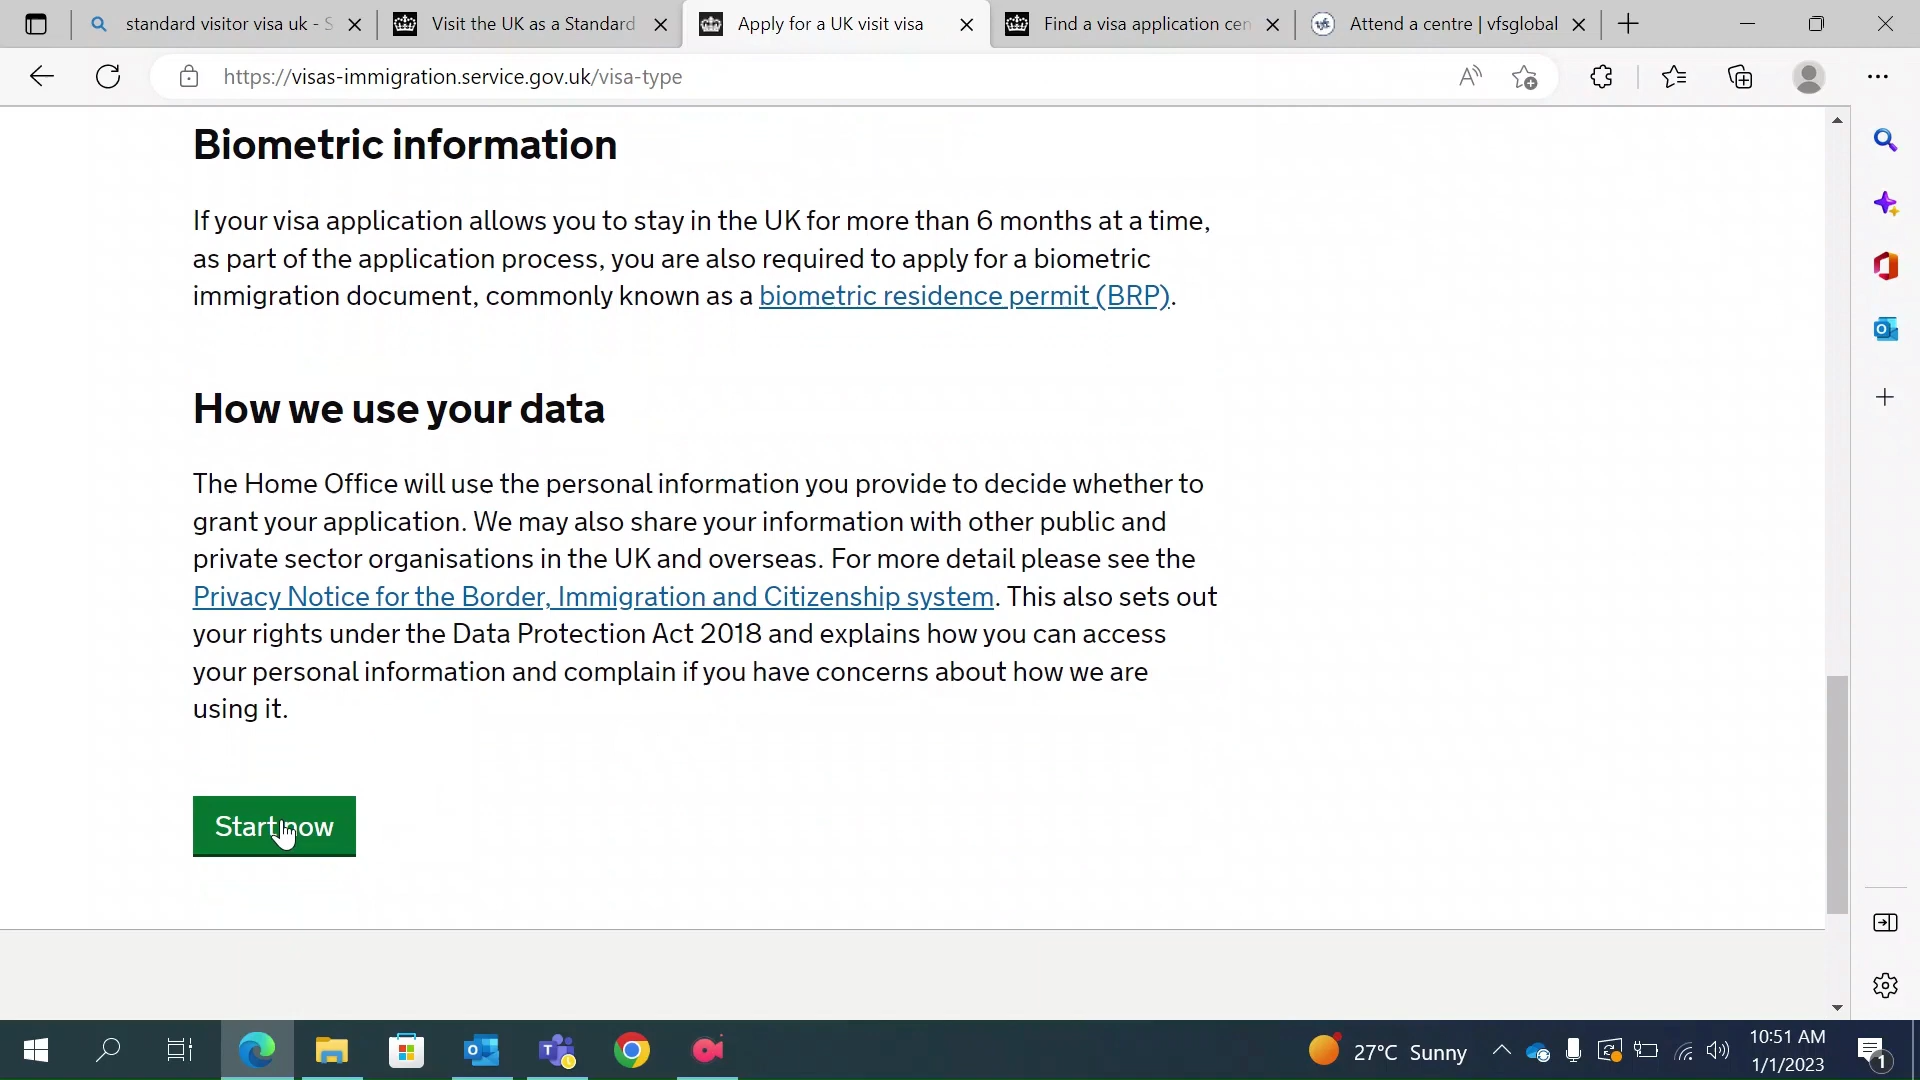 standard visitor visa uk - S
Visit the UK as a Standard
Apply for a UK visit visa
Find a visa application cen
Attend a centre | vfsglobal
https://visas-immigration.service.gov.uk/visa-type
Biometric information
If your visa application allows you to stay in the UK for more than 6 months at a time,
as part of the application process, you are also required to apply for a biometric
immigration document, commonly known as a biometric residence permit (BRP).
How we use your data
The Home Office will use the personal information you provide to decide whether to
grant your application. We may also share your information with other public and
private sector organisations in the UK and overseas. For more detail please see the
Privacy Notice for the Border, Immigration and Citizenship system. This also sets out
your rights under the Data Protection Act 2018 and explains how you can access
your personal information and complain if you have concerns about how we are
using it.
Start now
27°C Sunny
10:51 AM
1/1/2023
1